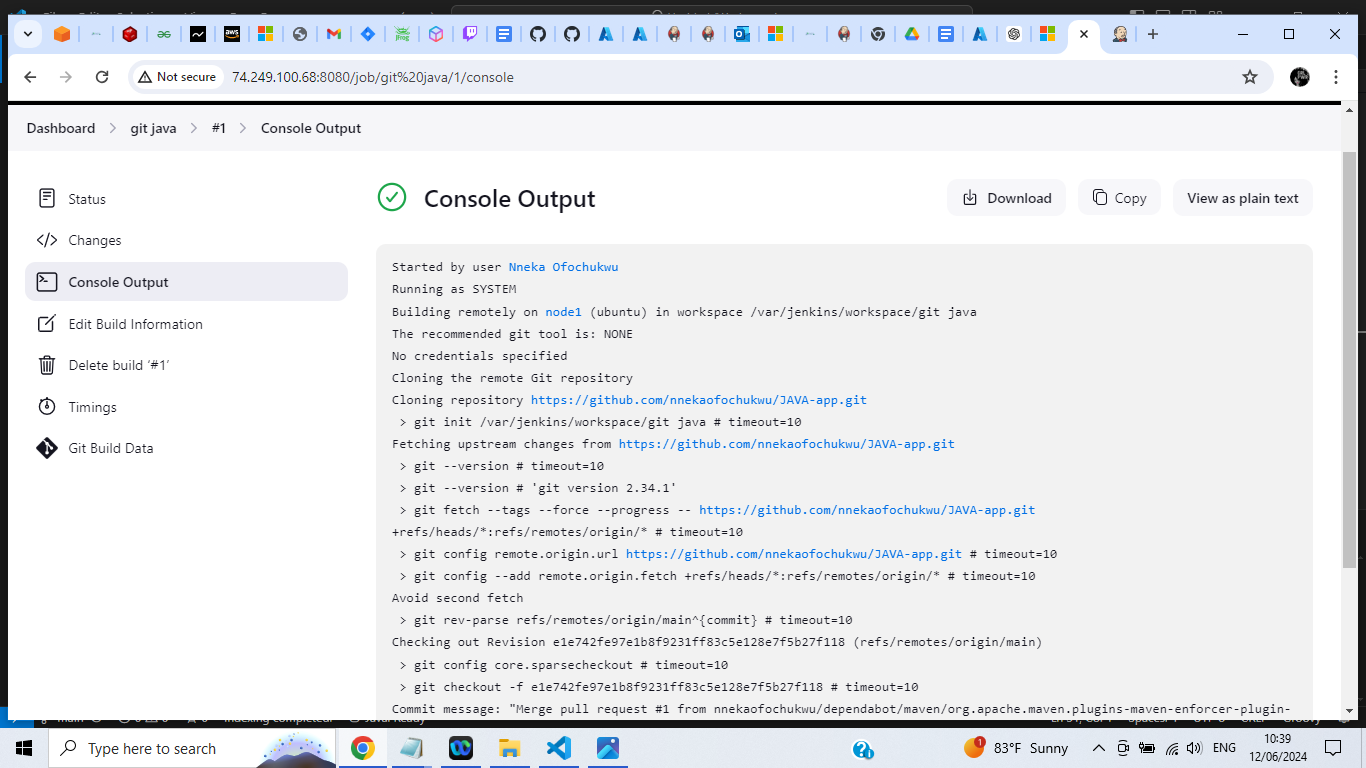 Not secure
74.249.100.68:8080/job/git%20java/1/console
Dashboard
git java
#1
Console Output
Status
Changes
Console Output
Edit Build Information
Delete build ‘#1’
Timings
Git Build Data
Console Output
Download
Copy
View as plain text
Started by user Nneka Ofochukwu
Running as SYSTEM
Building remotely on node1 (ubuntu) in workspace /var/jenkins/workspace/git java
The recommended git tool is: NONE
No credentials specified
Cloning the remote Git repository
Cloning repository https://github.com/nnekaofochukwu/JAVA-app.git
> git init /var/jenkins/workspace/git java # timeout=10
Fetching upstream changes from https://github.com/nnekaofochukwu/JAVA-app.git
> git --version # timeout=10
> git --version # 'git version 2.34.1'
> git fetch --tags --force --progress -- https://github.com/nnekaofochukwu/JAVA-app.git
+refs/heads/*:refs/remotes/origin/* # timeout=10
> git config remote.origin.url https://github.com/nnekaofochukwu/JAVA-app.git # timeout=10
> git config --add remote.origin.fetch +refs/heads/*:refs/remotes/origin/* # timeout=10
Avoid second fetch
> git rev-parse refs/remotes/origin/main^{commit} # timeout=10
Checking out Revision e1e742fe97e1b8f9231ff83c5e128e7f5b27f118 (refs/remotes/origin/main)
> git config core.sparsecheckout # timeout=10
> git checkout -f e1e742fe97e1b8f9231ff83c5e128e7f5b27f118 # timeout=10
Commit message: "Merge pull request #1 from nnekaofochukwu/dependabot/maven/org.apache.maven.plugins-maven-enforcer-plugin-
Type here to search
83°F Sunny
ENG
10:39
12/06/2024